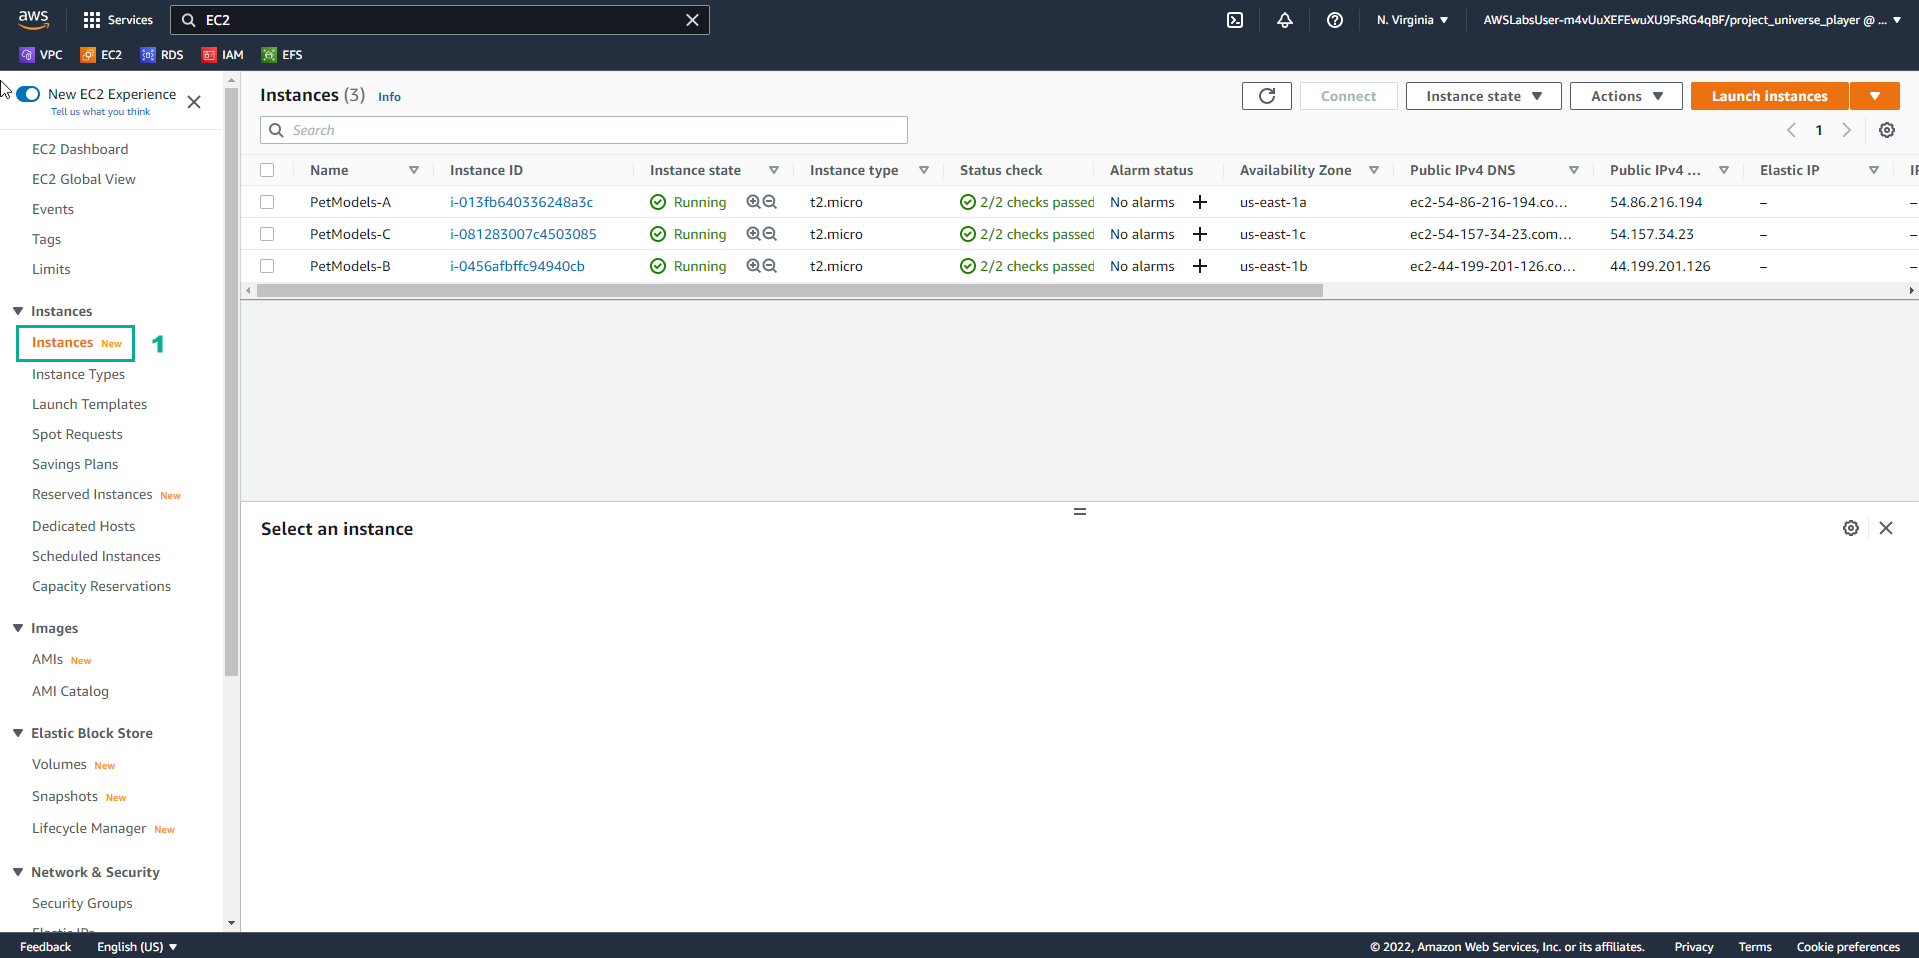 aws Services EC2 N. Virginia AWSLabsUser-m4vUuXEFEwuXU9FsRG4qBF/project_universe_player @ ...
VPC EC2 RDS IAM EFS
New EC2 Experience
Tell us what you think
EC2 Dashboard
EC2 Global View
Events
Tags
Limits
Instances
Instances New 1
Instance Types
Launch Templates
Spot Requests
Savings Plans
Reserved Instances New
Dedicated Hosts
Scheduled Instances
Capacity Reservations
Images
AMIs New
AMI Catalog
Elastic Block Store
Volumes New
Snapshots New
Lifecycle Manager New
Network & Security
Security Groups
Elastic IPs
Instances (3) Info Connect Instance state Actions Launch instances
Search 1
Name Instance ID Instance state Instance type Status check Alarm status Availability Zone Public IPv4 DNS Public IPv4 ... Elastic IP
PetModels-A i-013fb640336248a3c Running t2.micro 2/2 checks passed No alarms + us-east-1a ec2-54-86-216-194.co... 54.86.216.194 – –
PetModels-C i-081283007c4503085 Running t2.micro 2/2 checks passed No alarms + us-east-1c ec2-54-157-34-23.com... 54.157.34.23 – –
PetModels-B i-0456afbffc94940cb Running t2.micro 2/2 checks passed No alarms + us-east-1b ec2-44-199-201-126.co... 44.199.201.126 – –
Select an instance
Feedback English (US) © 2022, Amazon Web Services, Inc. or its affiliates. Privacy Terms Cookie preferences